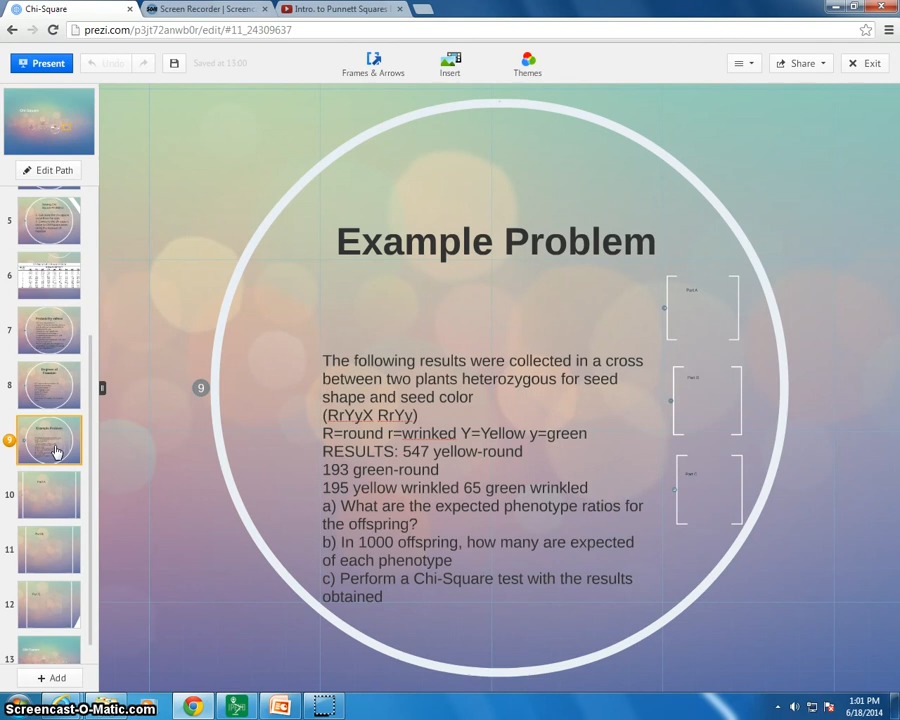 Chi-Square
Screen Recorder | Screenc
Intro. to Punnett Squares
prezi.com/p3jt72anwb0r/edit/#11_24309637
Present
Undo
Saved at 13:00
Frames & Arrows
Insert
Themes
Share
Exit
Edit Path
5
6
7
8
9
10
11
12
13
Add
9
Example Problem
The following results were collected in a cross
between two plants heterozygous for seed
shape and seed color
(RrYyX RrYy)
R=round r=wrinked Y=Yellow y=green
RESULTS: 547 yellow-round
193 green-round
195 yellow wrinkled 65 green wrinkled
a) What are the expected phenotype ratios for
the offspring?
b) In 1000 offspring, how many are expected
of each phenotype
c) Perform a Chi-Square test with the results
obtained
Part A
Part B
Part C
Screencast-O-Matic.com
1:01 PM
6/18/2014